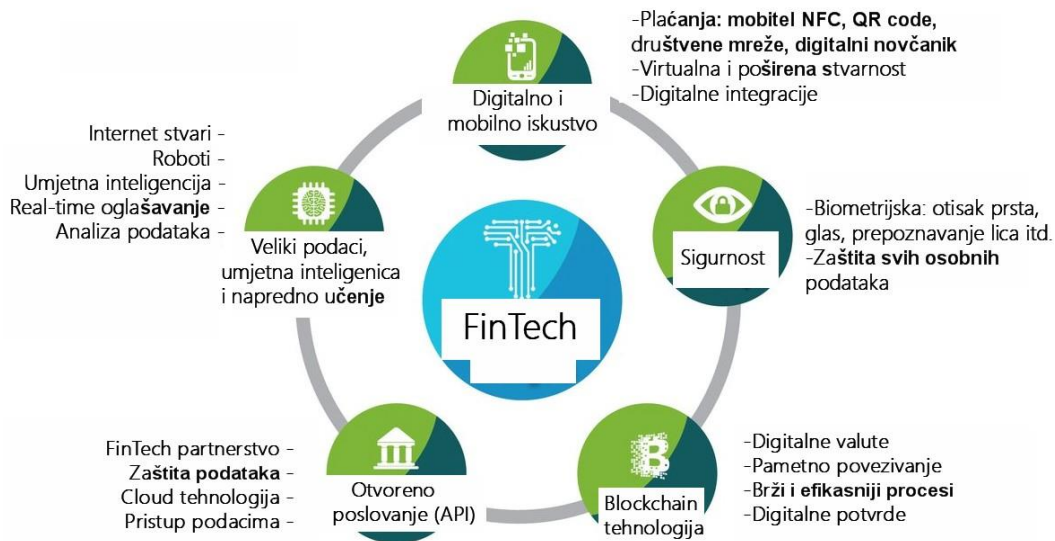 -Plaćanja: mobitel NFC, QR code,
društvene mreže, digitalni novčanik
-Virtualna i poširena stvarnost
-Digitalne integracije
Digitalno i
mobilno iskustvo
Internet stvari -
Roboti -
Umjetna inteligencija -
Real-time oglašavanje -
Analiza podataka -
Veliki podaci,
umjetna inteligenica
i napredno učenje
Sigurnost
-Biometrijska: otisak prsta,
glas, prepoznavanje lica itd.
-Zaštita svih osobnih
podataka
FinTech
FinTech partnerstvo -
Zaštita podataka -
Cloud tehnologija -
Pristup podacima -
Otvoreno
poslovanje (API)
Blockchain
tehnologija
-Digitalne valute
-Pametno povezivanje
-Brži i efikasniji procesi
-Digitalne potvrde